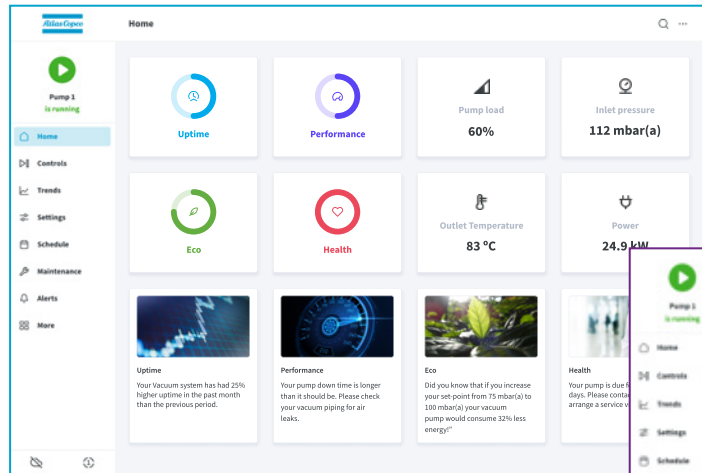 Atlas Copco
Home
Pump 1
is running
Home
Controls
Trends
Settings
Schedule
Maintenance
Alerts
More
Uptime
Performance
Pump load
60%
Inlet pressure
112 mbar(a)
Eco
Health
Outlet Temperature
83 °C
Power
24.9 kW
Uptime
Your Vacuum system has had 25%
higher uptime in the past month
than the previous period.
Performance
Your pump down time is longer
than it should be. Please check
your vacuum piping for air
leaks.
Eco
Did you know that if you increase
your set-point from 75 mbar(a) to
100 mbar(a) your vacuum
pump would consume 32% less
energy!"
Health
Your pump is due
days. Please
arrange a service
Pump 1
is running
Home
Controls
Trends
Settings
Schedule